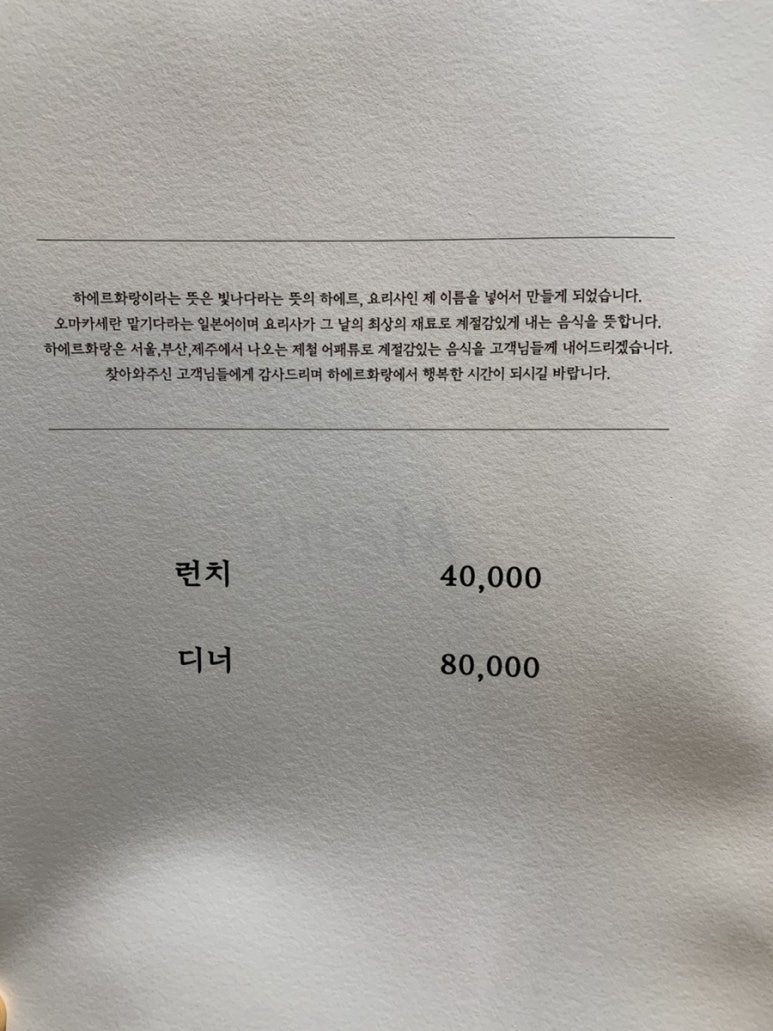 하에르화랑이라는 뜻은 빛나다라는 뜻의 하에르, 요리사인 제 이름을 넣어서 만들게 되었습니다.
오마카세란 맡기다라는 일본어이며 요리사가 그 날의 최상의 재료로 계절감있게 내는 음식을 뜻합니다.
하에르화랑은 서울,부산,제주에서 나오는 제철 어패류로 계절감있는 음식을 고객님들께 내어드리겠습니다.
찾아와주신 고객님들에게 감사드리며 하에르화랑에서 행복한 시간이 되시길 바랍니다.
런치 40,000
디너 80,000